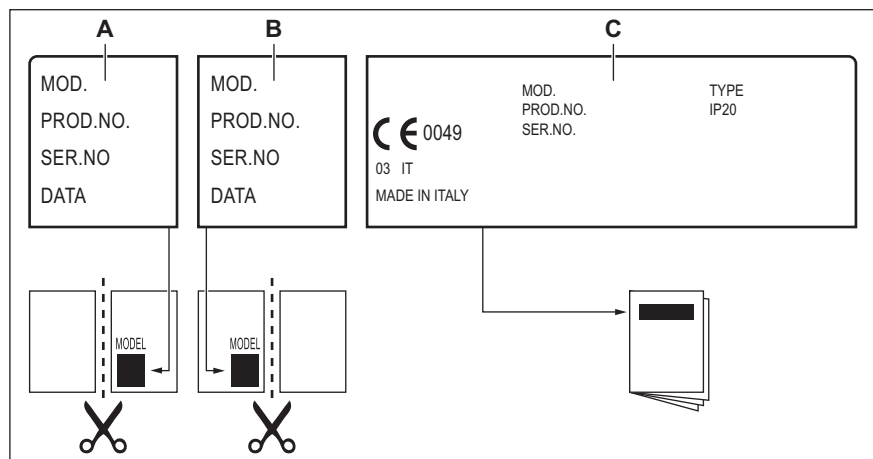 A
B
C
MOD.
PROD.NO.
SER.NO
DATA
MOD.
PROD.NO.
SER.NO
DATA
MOD.
PROD.NO.
SER.NO.
TYPE
IP20
CE 0049
03 IT
MADE IN ITALY
MODEL
MODEL